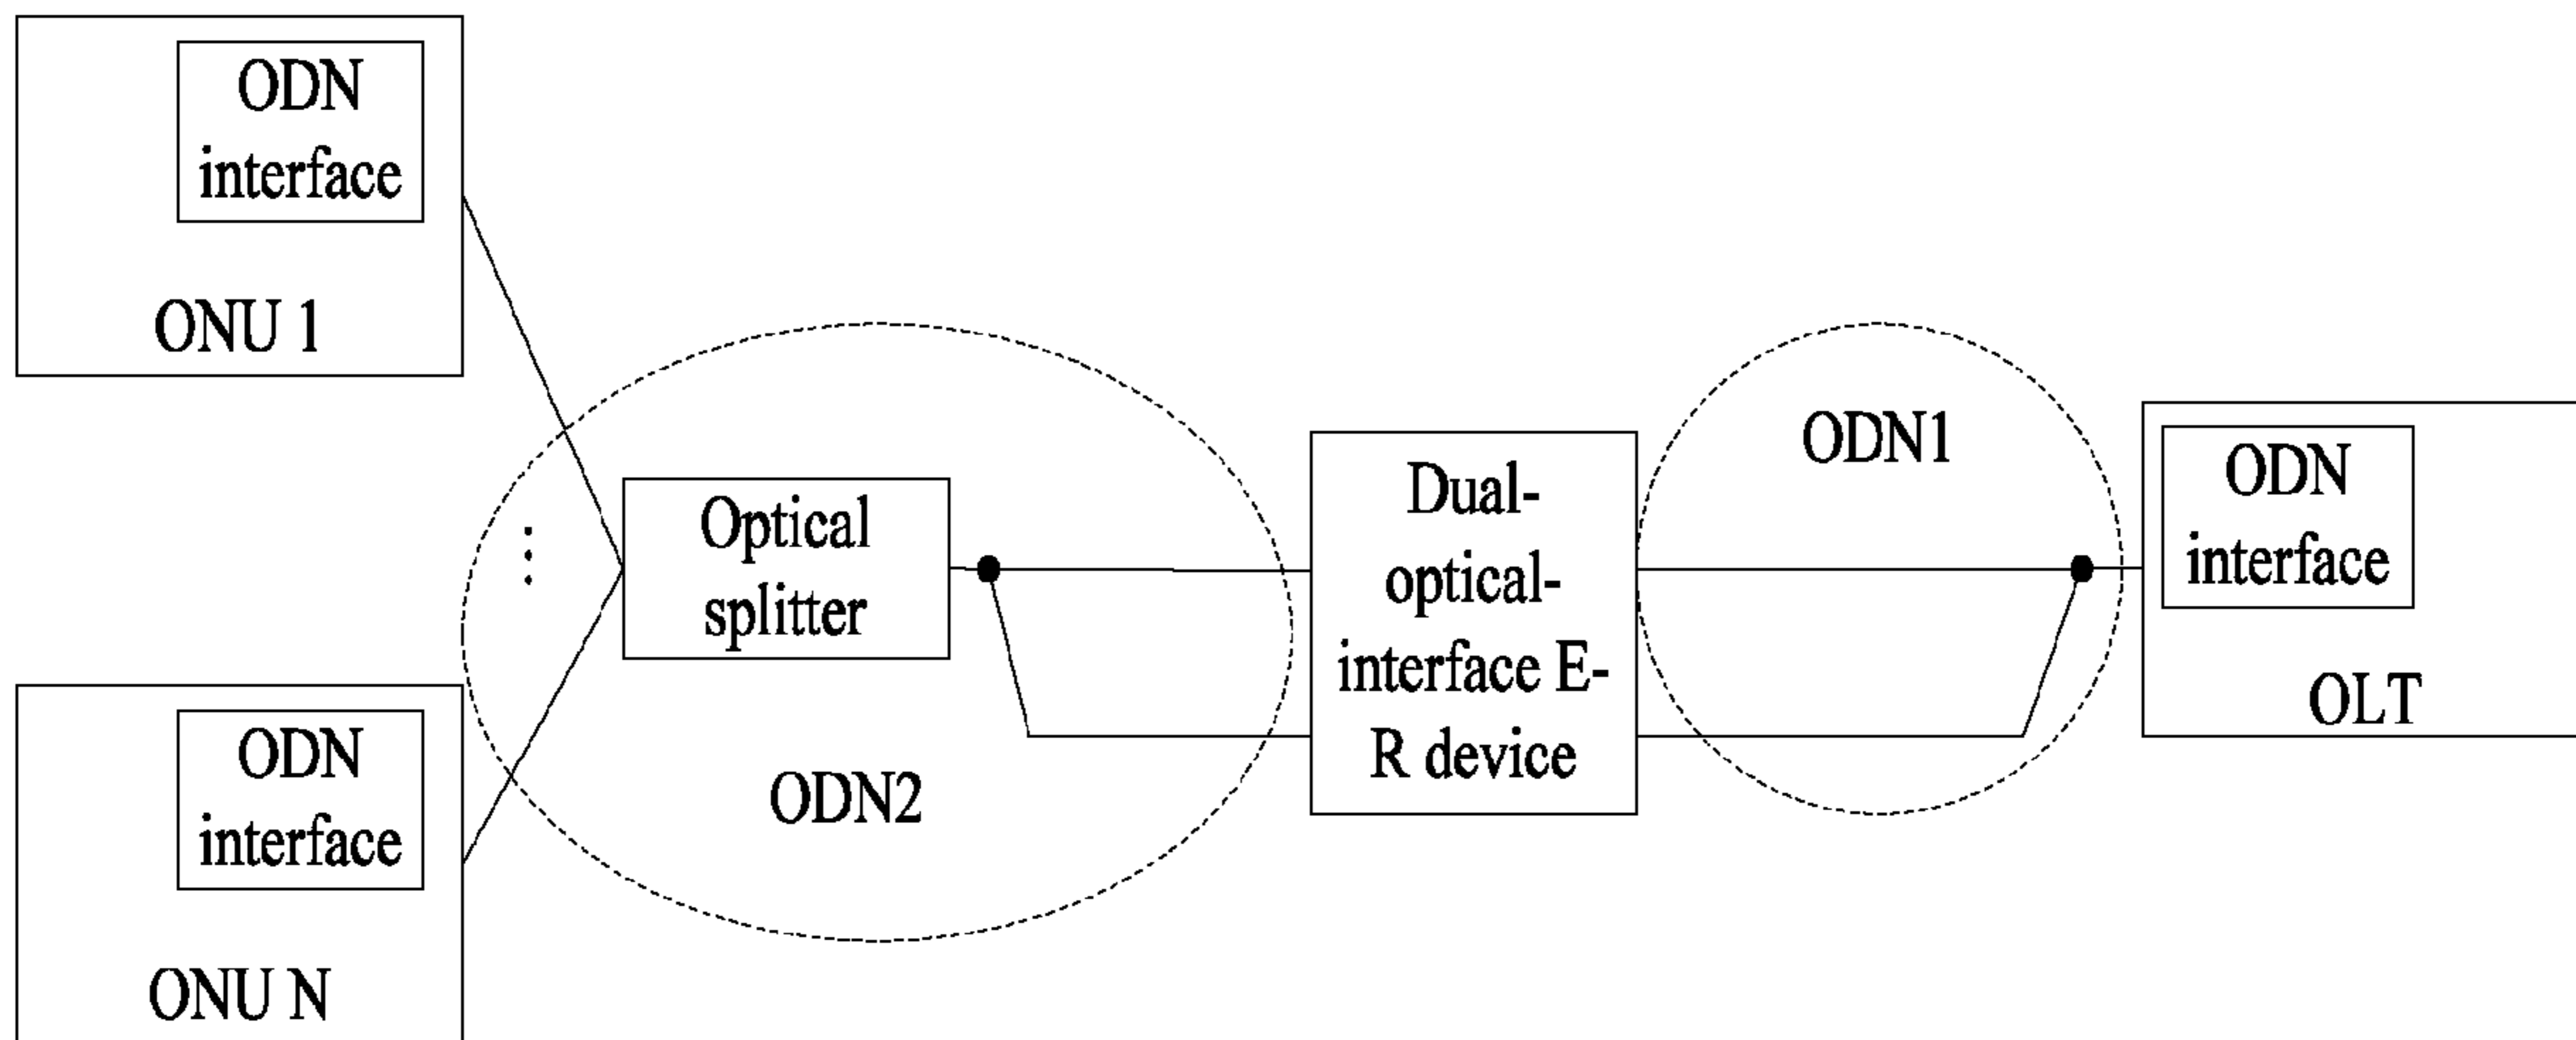 ODN
interface
ONU 1
Optical
splitter
ODN2
ODN
interface
ONU N
Dual-
optical-
interface E-
R device
ODN1
ODN
interface
OLT